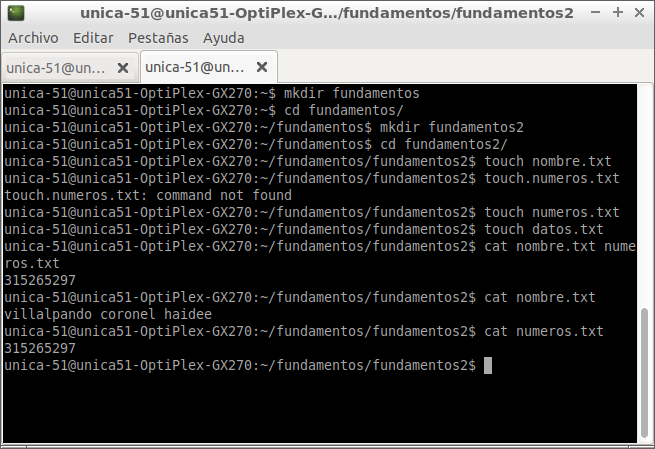 unica-51@unica51-OptiPlex-G…/fundamentos/fundamentos2
Archivo Editar Pestañas Ayuda
unica-51@un… unica-51@un…
unica-51@unica51-OptiPlex-GX270:~$ mkdir fundamentos
unica-51@unica51-OptiPlex-GX270:~$ cd fundamentos/
unica-51@unica51-OptiPlex-GX270:~/fundamentos$ mkdir fundamentos2
unica-51@unica51-OptiPlex-GX270:~/fundamentos$ cd fundamentos2/
unica-51@unica51-OptiPlex-GX270:~/fundamentos/fundamentos2$ touch nombre.txt
unica-51@unica51-OptiPlex-GX270:~/fundamentos/fundamentos2$ touch.numeros.txt
touch.numeros.txt: command not found
unica-51@unica51-OptiPlex-GX270:~/fundamentos/fundamentos2$ touch numeros.txt
unica-51@unica51-OptiPlex-GX270:~/fundamentos/fundamentos2$ touch datos.txt
unica-51@unica51-OptiPlex-GX270:~/fundamentos/fundamentos2$ cat nombre.txt nume
ros.txt
315265297
unica-51@unica51-OptiPlex-GX270:~/fundamentos/fundamentos2$ cat nombre.txt
villalpando coronel haidee
unica-51@unica51-OptiPlex-GX270:~/fundamentos/fundamentos2$ cat numeros.txt
315265297
unica-51@unica51-OptiPlex-GX270:~/fundamentos/fundamentos2$